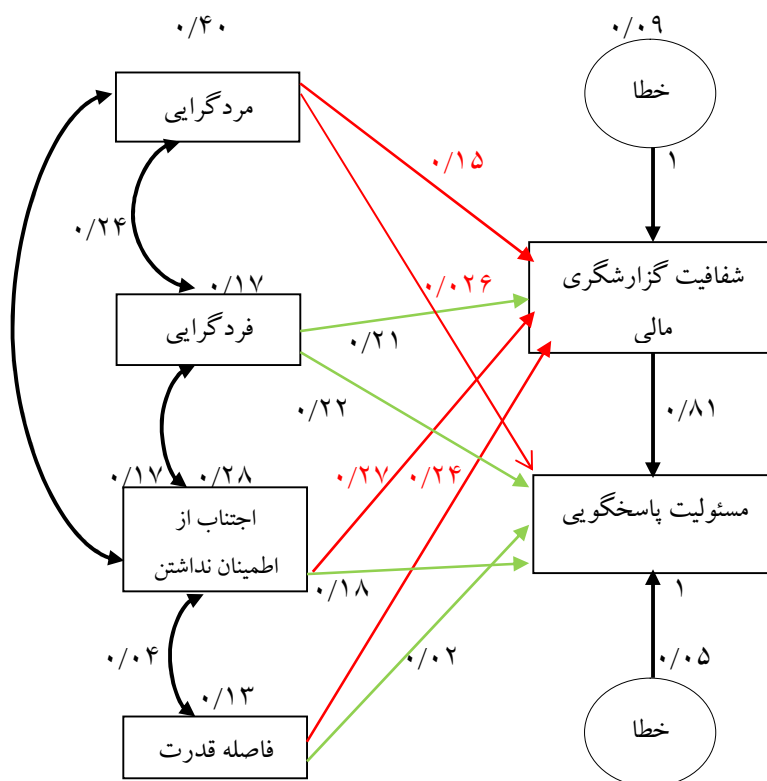 ۰/۴۰
۰/۰۹
خطا
مردگرایی
۰/۱۵
۱
۰/۲۴
شفافیت گزارشگری
مالی
۰/۱۷
۰/۰۲۶
فردگرایی
۰/۲۱
۰/۲۲
۰/۸۱
۰/۱۷
۰/۲۸
۰/۲۷
۰/۲۴
مسئولیت پاسخگویی
اجتناب از
اطمینان نداشتن
۰/۱۸
۱
۰/۰۴
۰/۰۲
۰/۰۵
۰/۱۳
فاصله قدرت
خطا